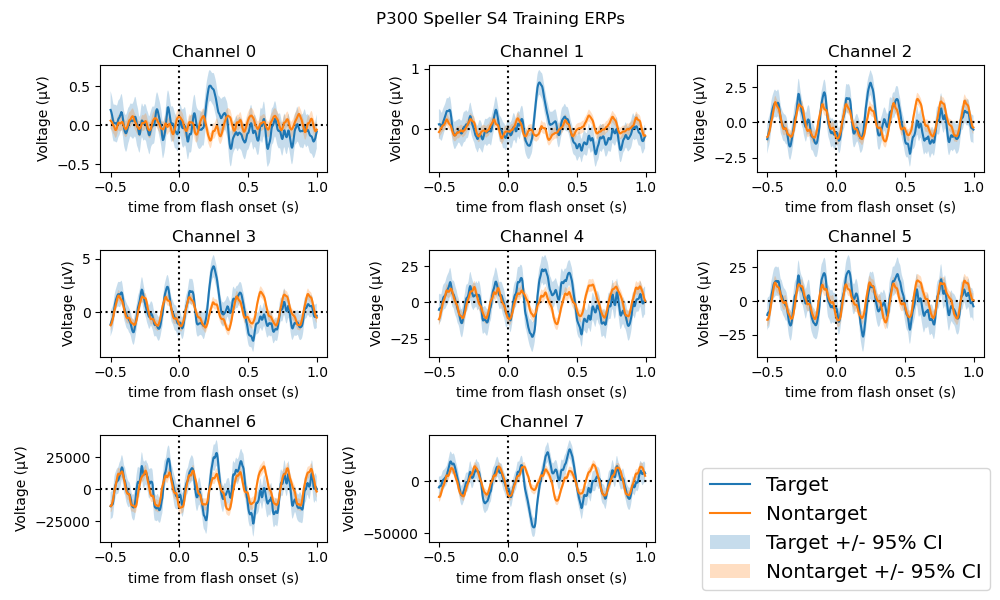 P300 Speller S4 Training ERPs
Channel 0
Channel 1
Channel 2
Voltage (µV)
0.5
0.0
−0.5
−0.5 0.0 0.5 1.0
time from flash onset (s)
Voltage (µV)
1
0
−0.5 0.0 0.5 1.0
time from flash onset (s)
Voltage (µV)
2.5
0.0
−2.5
−0.5 0.0 0.5 1.0
time from flash onset (s)
Channel 3
Channel 4
Channel 5
Voltage (µV)
5
0
−0.5 0.0 0.5 1.0
time from flash onset (s)
Voltage (µV)
25
0
−25
−0.5 0.0 0.5 1.0
time from flash onset (s)
Voltage (µV)
25
0
−25
−0.5 0.0 0.5 1.0
time from flash onset (s)
Channel 6
Channel 7
Voltage (µV)
25000
0
−25000
−0.5 0.0 0.5 1.0
time from flash onset (s)
Voltage (µV)
0
−50000
−0.5 0.0 0.5 1.0
time from flash onset (s)
Target
Nontarget
Target +/- 95% CI
Nontarget +/- 95% CI